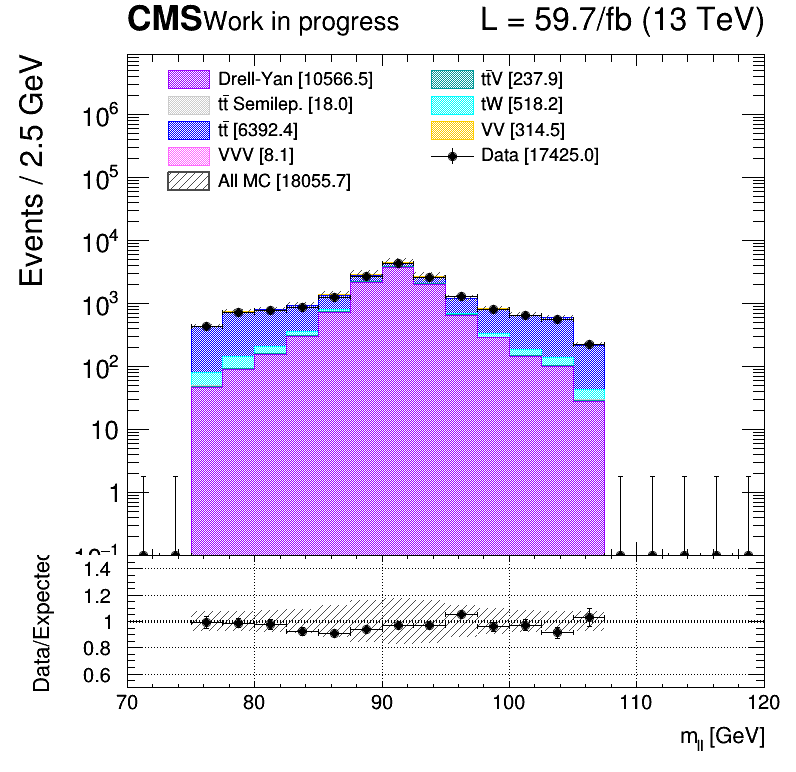 CMS Work in progress L = 59.7/fb (13 TeV)
Events / 2.5 GeV
Drell-Yan [10566.5]
tt̄ Semilep. [18.0]
tt̄ [6392.4]
VVV [8.1]
All MC [18055.7]
tt̄V [237.9]
tW [518.2]
VV [314.5]
Data [17425.0]
10⁶
10⁵
10⁴
10³
10²
10
1
10⁻¹
Data/Expected
1.4
1.2
1
0.8
0.6
70 80 90 100 110 120
m_ll [GeV]